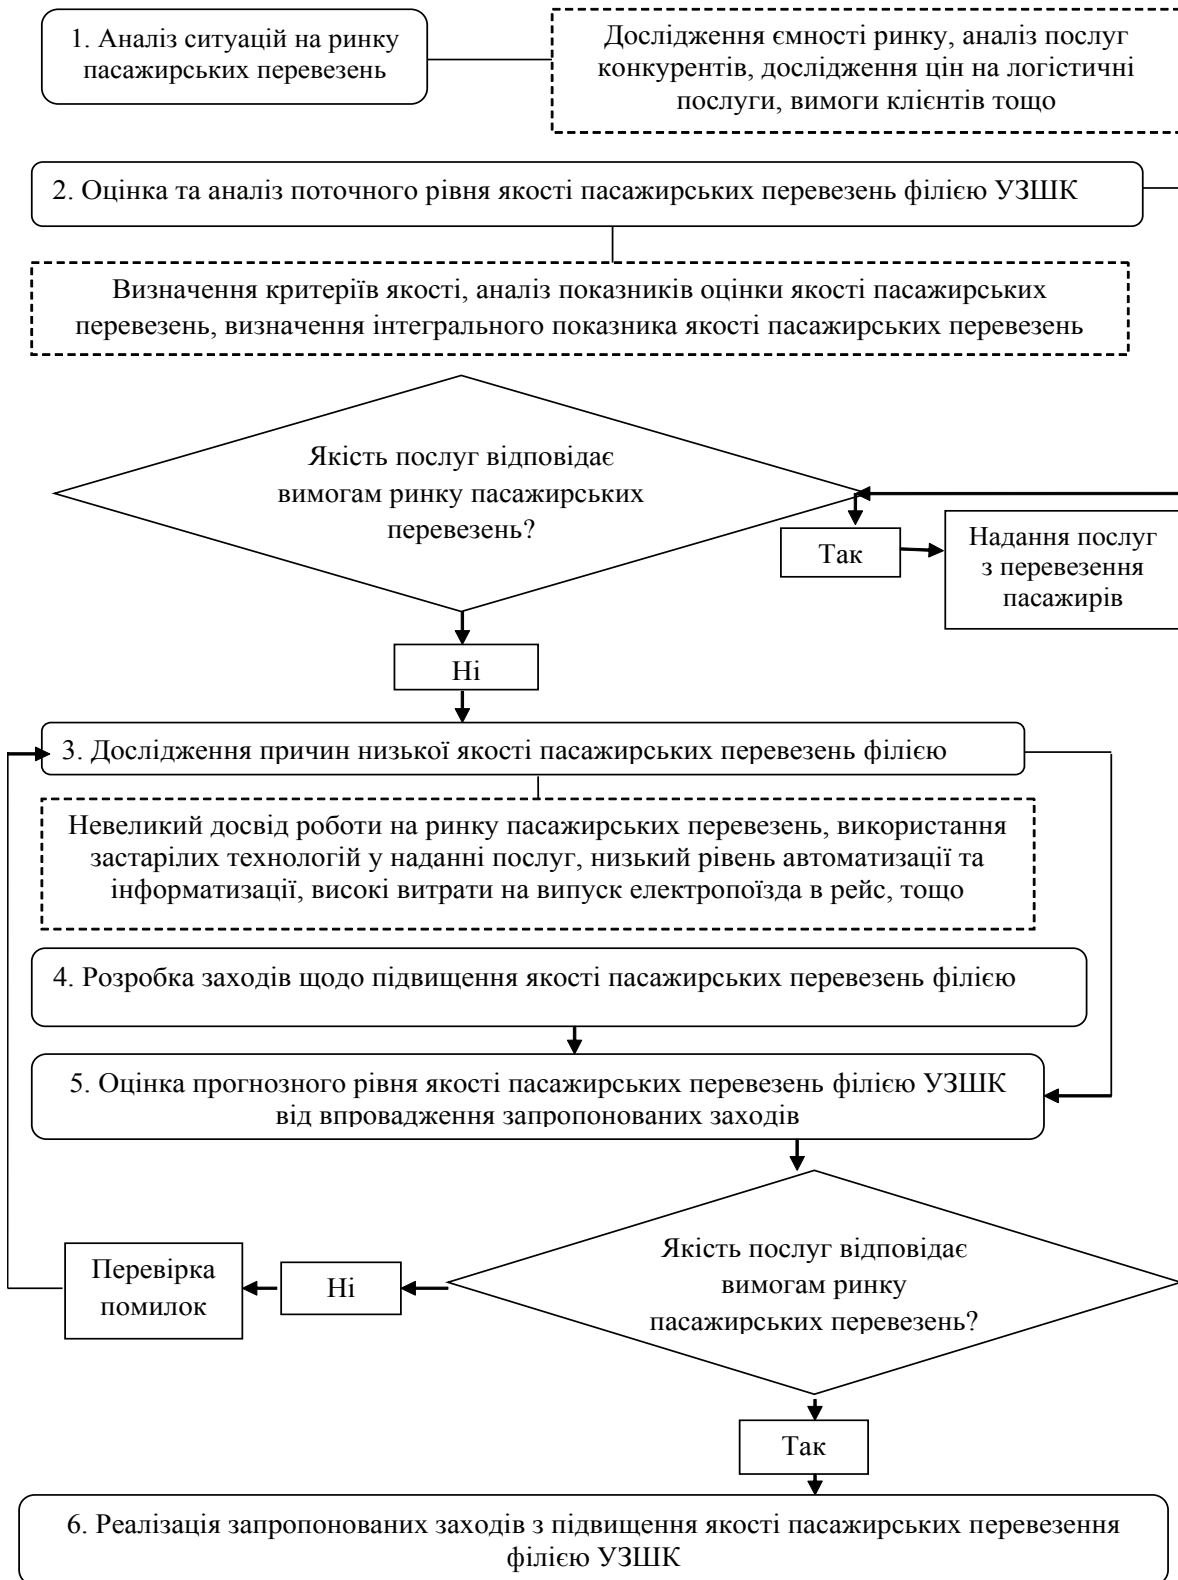 1. Аналіз ситуацій на ринку
пасажирських перевезень
Дослідження ємності ринку, аналіз послуг
конкурентів, дослідження цін на логістичні
послуги, вимоги клієнтів тощо
2. Оцінка та аналіз поточного рівня якості пасажирських перевезень філією УЗШК
Визначення критеріїв якості, аналіз показників оцінки якості пасажирських
перевезень, визначення інтегрального показника якості пасажирських перевезень
Якість послуг відповідає
вимогам ринку пасажирських
перевезень?
Так
Надання послуг
з перевезення
пасажирів
Ні
3. Дослідження причин низької якості пасажирських перевезень філією
Невеликий досвід роботи на ринку пасажирських перевезень, використання
застарілих технологій у наданні послуг, низький рівень автоматизації та
інформатизації, високі витрати на випуск електропоїзда в рейс, тощо
4. Розробка заходів щодо підвищення якості пасажирських перевезень філією
5. Оцінка прогнозного рівня якості пасажирських перевезень філією УЗШК
від впровадження запропонованих заходів
Якість послуг відповідає
вимогам ринку
пасажирських перевезень?
Ні
Перевірка
помилок
Так
6. Реалізація запропонованих заходів з підвищення якості пасажирських перевезення
філією УЗШК